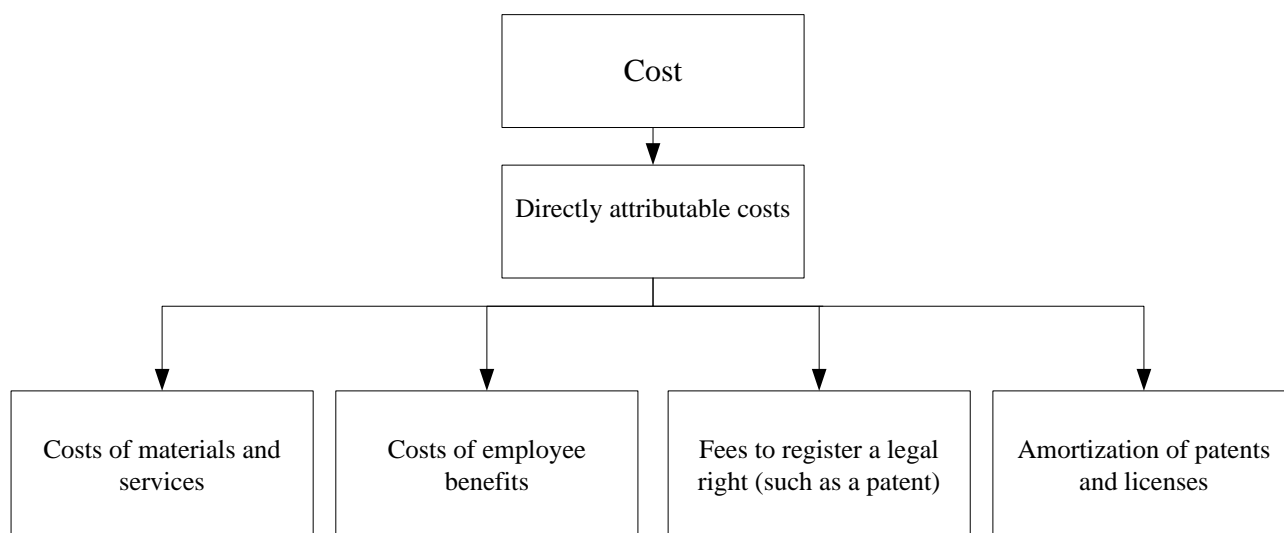 Cost
Directly attributable costs
Costs of materials and
services
Costs of employee
benefits
Fees to register a legal
right (such as a patent)
Amortization of patents
and licenses